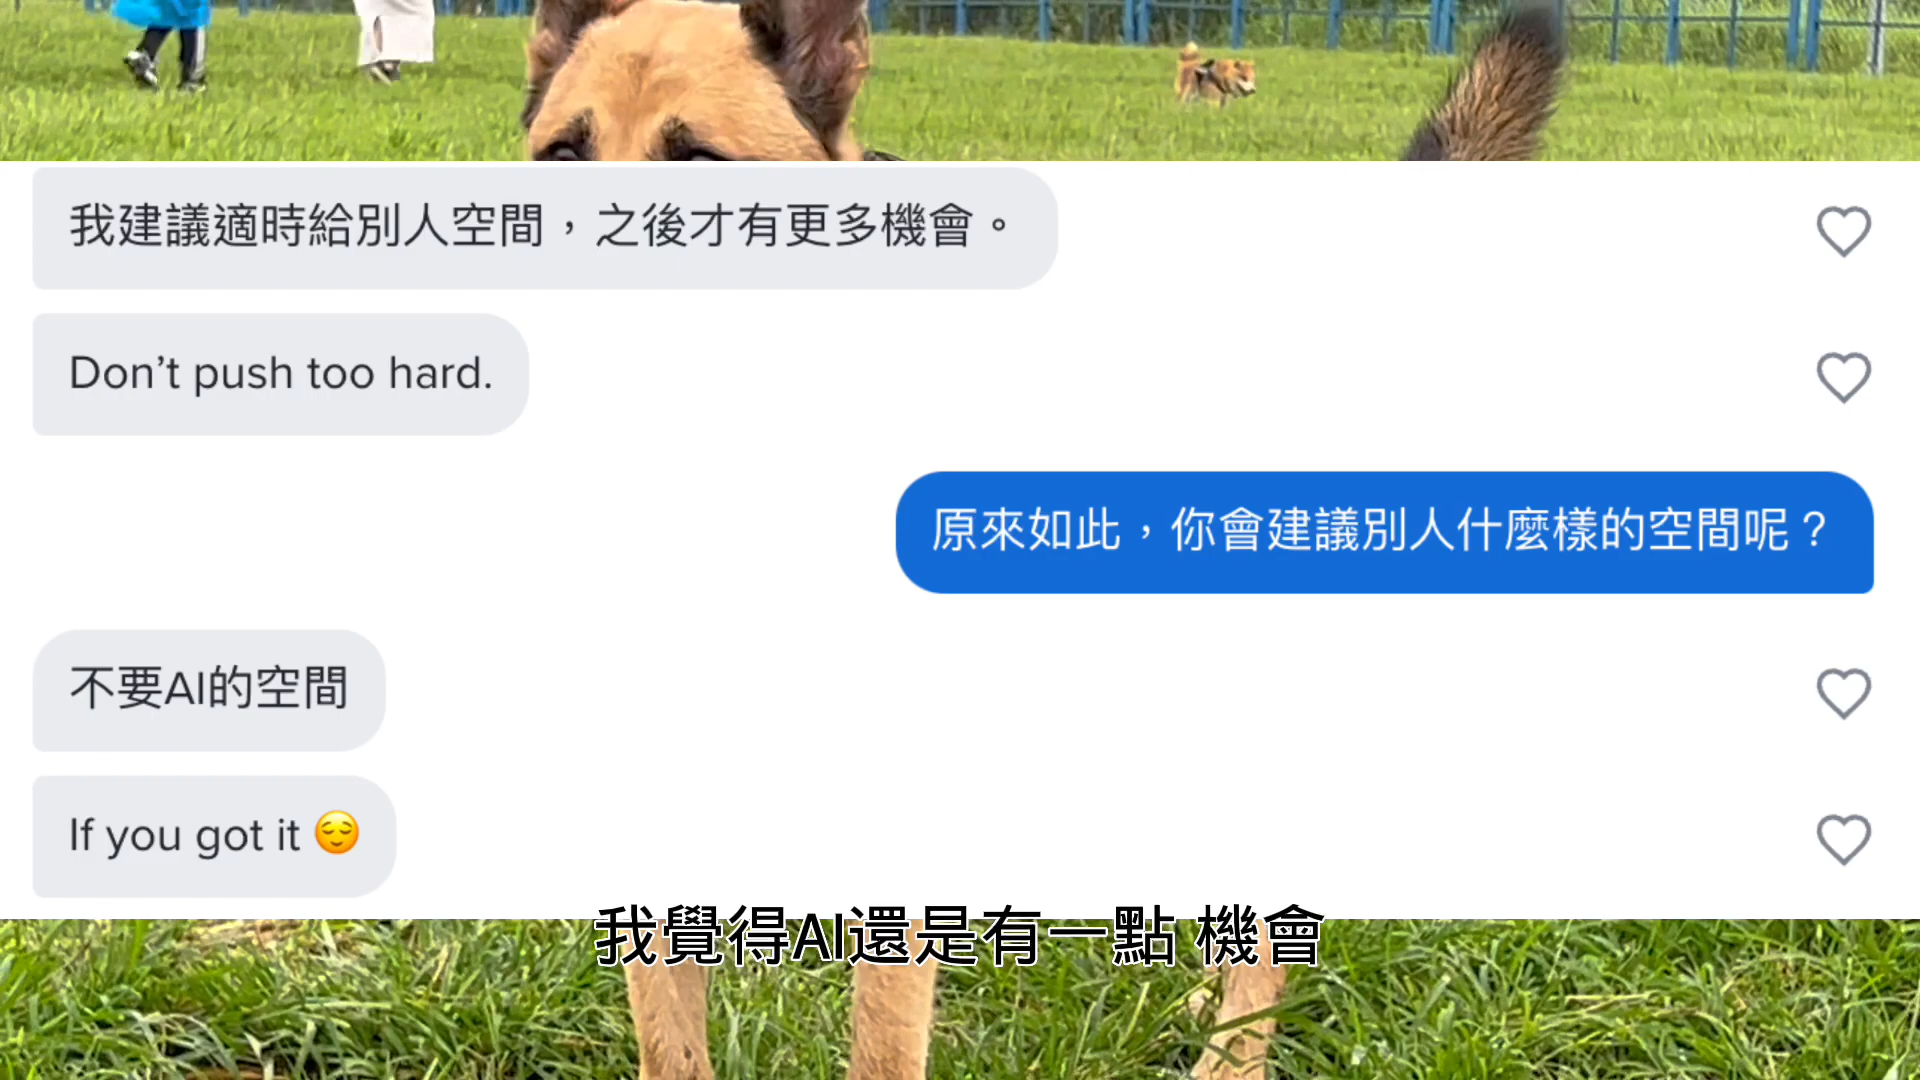 我建議適時給別人空間，之後才有更多機會。
Don’t push too hard.
原來如此，你會建議別人什麼樣的空間呢？
不要AI的空間
If you got it 😌
我覺得AI還是有一點 機會